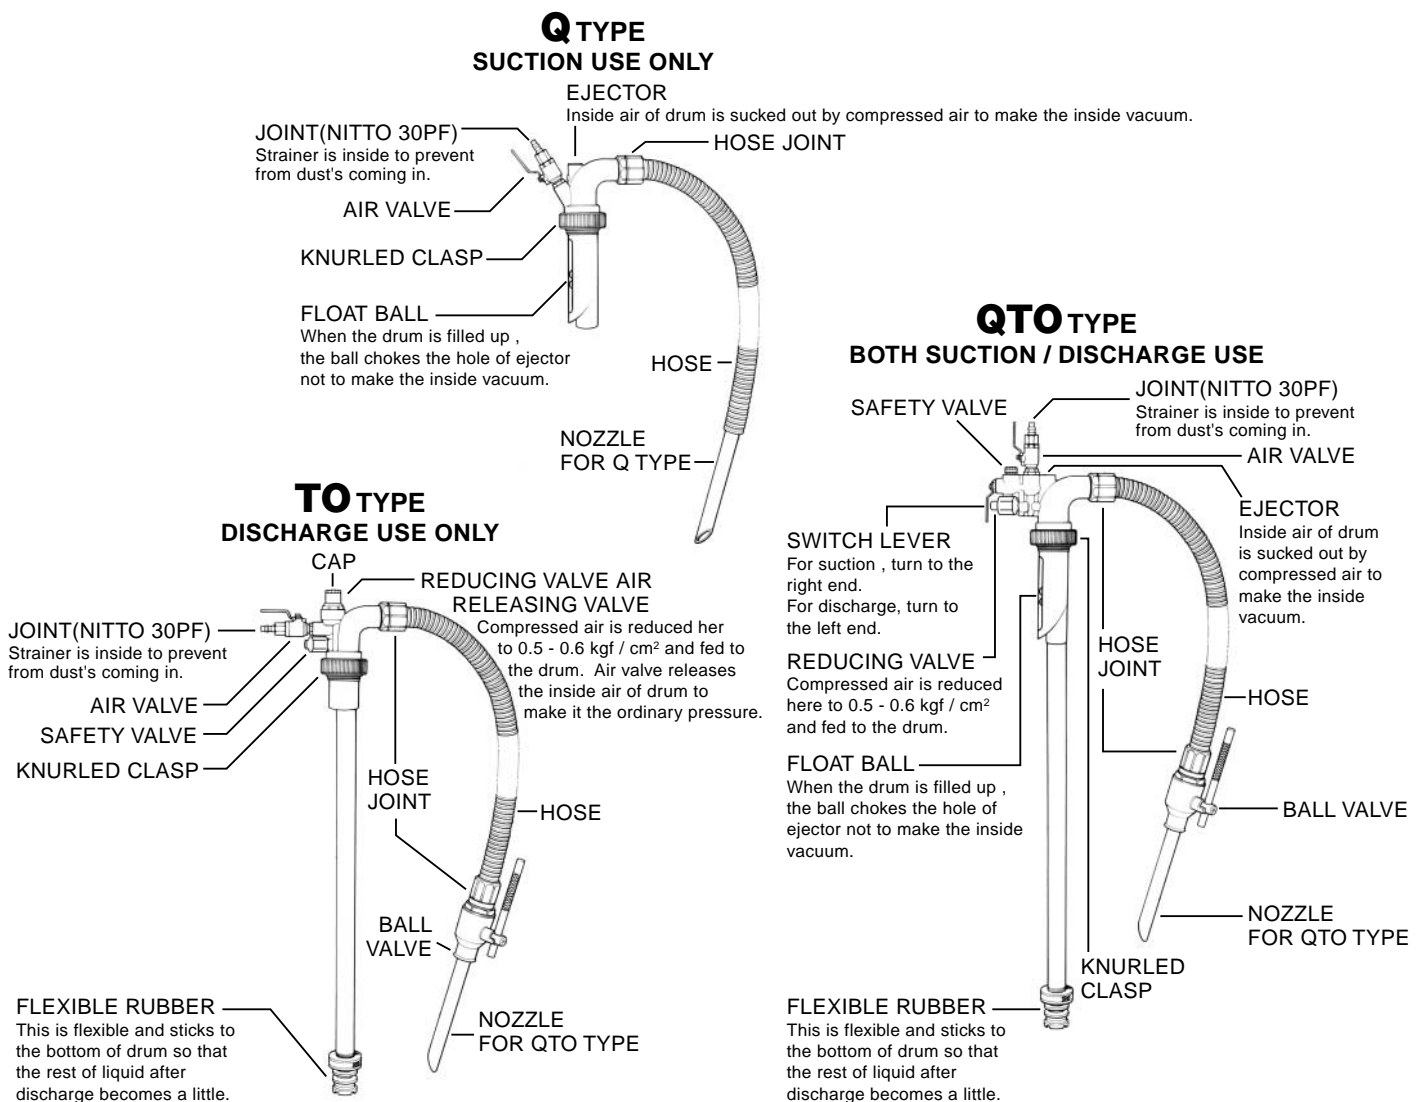 Q TYPE
SUCTION USE ONLY
EJECTOR
Inside air of drum is sucked out by compressed air to make the inside vacuum.
JOINT(NITTO 30PF)
Strainer is inside to prevent
from dust's coming in.
HOSE JOINT
AIR VALVE
KNURLED CLASP
FLOAT BALL
When the drum is filled up ,
the ball chokes the hole of ejector
not to make the inside vacuum.
HOSE
NOZZLE
FOR Q TYPE
TO TYPE
DISCHARGE USE ONLY
CAP
REDUCING VALVE AIR
RELEASING VALVE
Compressed air is reduced her
to 0.5 - 0.6 kgf / cm² and fed to
the drum. Air valve releases
the inside air of drum to
make it the ordinary pressure.
JOINT(NITTO 30PF)
Strainer is inside to prevent
from dust's coming in.
AIR VALVE
SAFETY VALVE
KNURLED CLASP
HOSE
JOINT
HOSE
BALL
VALVE
FLEXIBLE RUBBER
This is flexible and sticks to
the bottom of drum so that
the rest of liquid after
discharge becomes a little.
NOZZLE
FOR QTO TYPE
QTO TYPE
BOTH SUCTION / DISCHARGE USE
JOINT(NITTO 30PF)
Strainer is inside to prevent
from dust's coming in.
SAFETY VALVE
AIR VALVE
EJECTOR
Inside air of drum
is sucked out by
compressed air to
make the inside
vacuum.
SWITCH LEVER
For suction , turn to the
right end.
For discharge, turn to
the left end.
REDUCING VALVE
Compressed air is reduced
here to 0.5 - 0.6 kgf / cm²
and fed to the drum.
HOSE
JOINT
HOSE
FLOAT BALL
When the drum is filled up ,
the ball chokes the hole of
ejector not to make the inside
vacuum.
BALL VALVE
NOZZLE
FOR QTO TYPE
KNURLED
CLASP
FLEXIBLE RUBBER
This is flexible and sticks to
the bottom of drum so that
the rest of liquid after
discharge becomes a little.